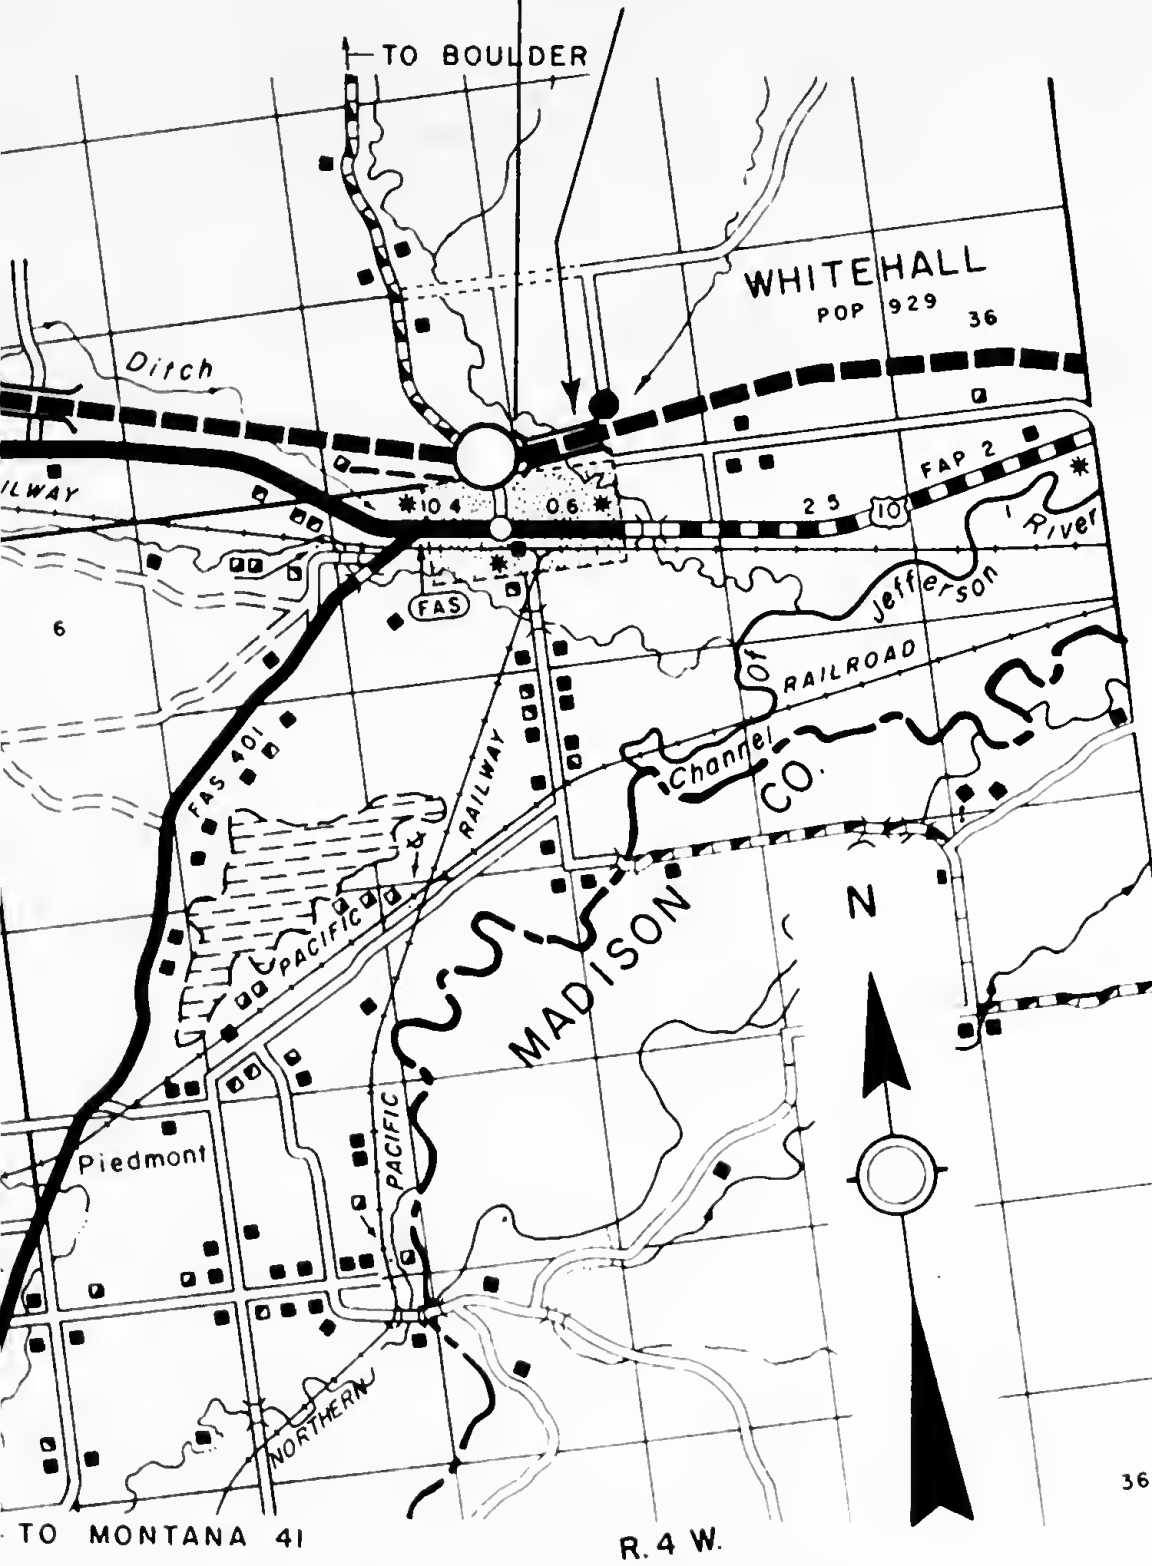 TO BOULDER
WHITEHALL
POP 929
36
Ditch
ILWAY
FAP 2
10 4
0.6
2 5
10
River
Jefferson
FAS
6
Of
RAILROAD
Channel
CO.
FAS 401
RAILWAY
&
PACIFIC
MADISON
N
PACIFIC
Piedmont
NORTHERN
36
TO MONTANA 41
R. 4 W.